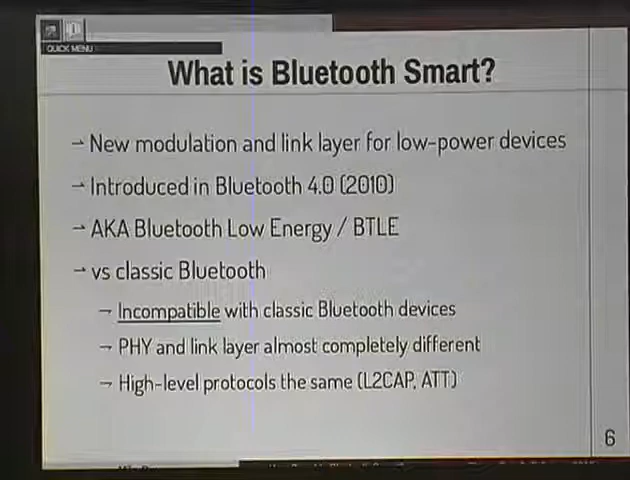 QUICK MENU
What is Bluetooth Smart?
→ New modulation and link layer for low-power devices
→ Introduced in Bluetooth 4.0 (2010)
→ AKA Bluetooth Low Energy / BTLE
→ vs classic Bluetooth
→ Incompatible with classic Bluetooth devices
→ PHY and link layer almost completely different
→ High-level protocols the same (L2CAP, ATT)
6